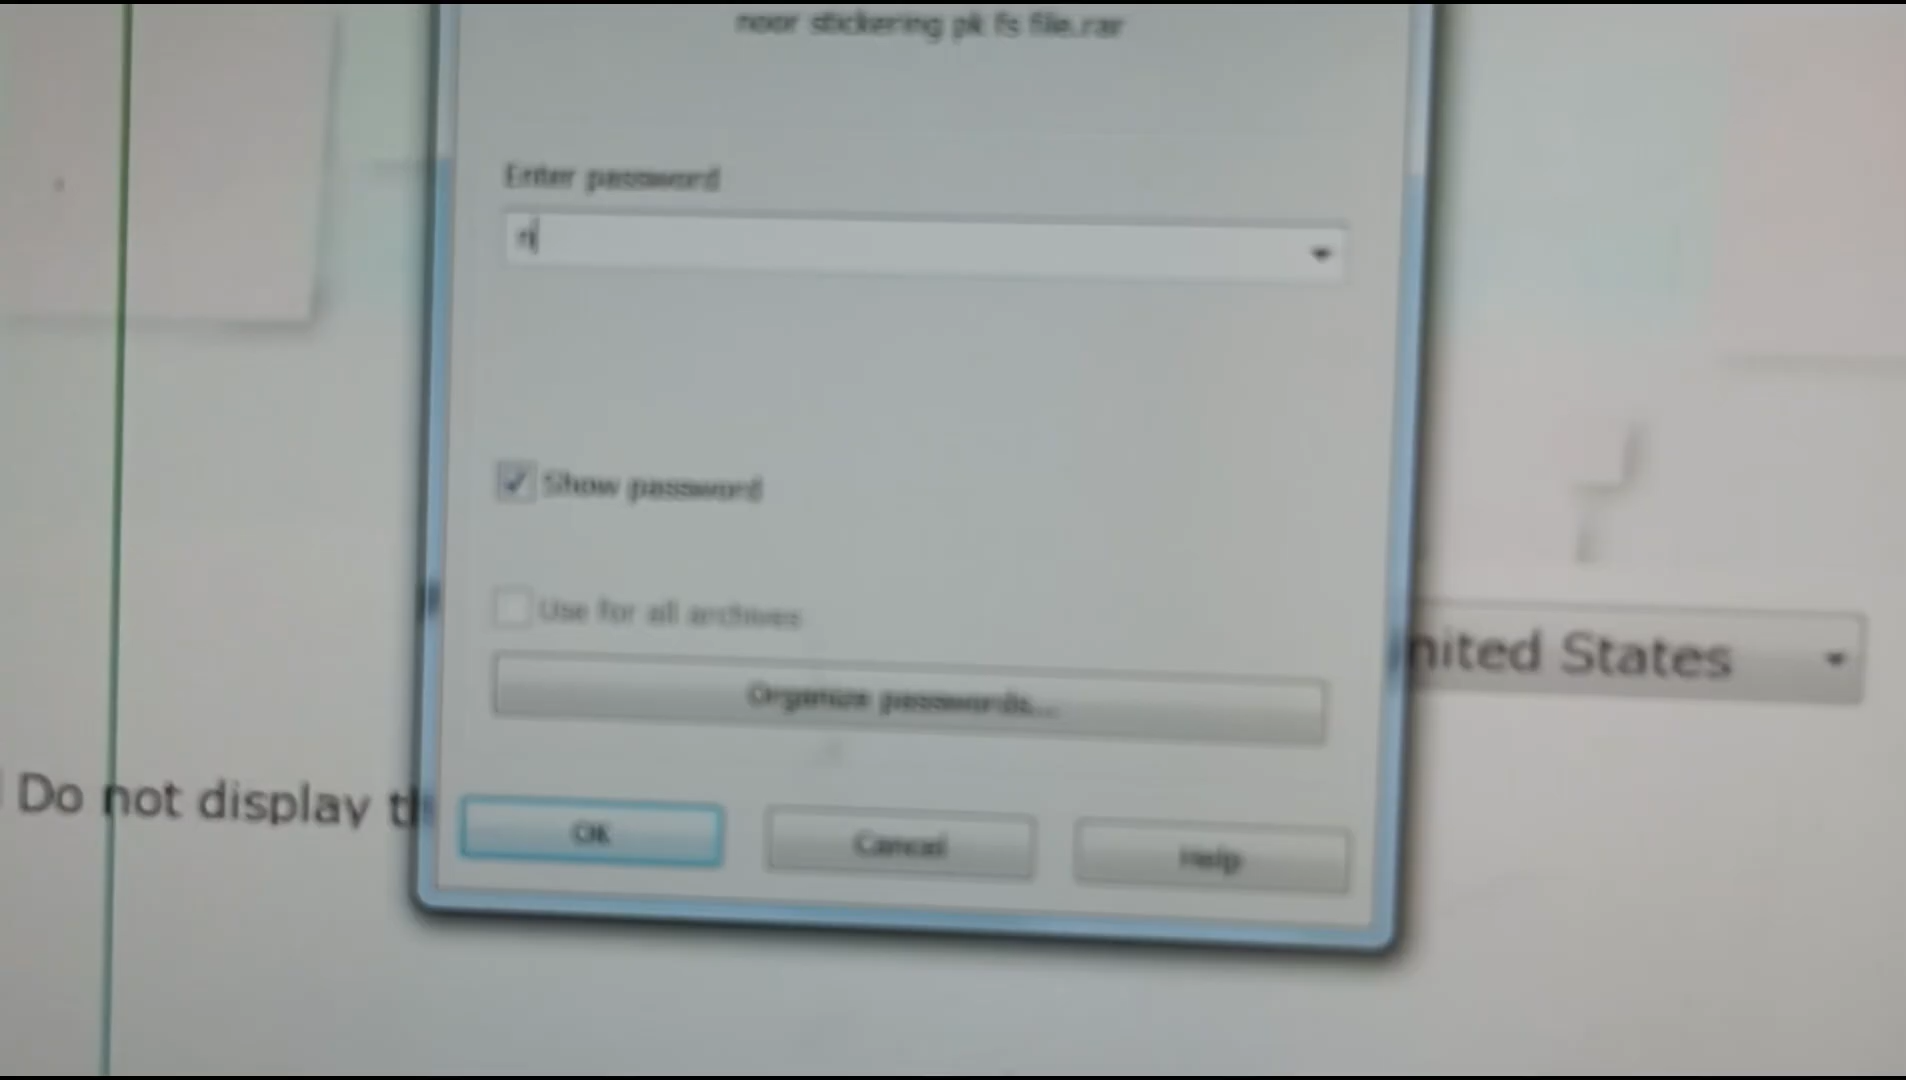 noor stickering pk fs file.rar
Enter password
n
Show password
Use for all archives
Organize passwords...
nited States
Do not display th
OK
Cancel
Help